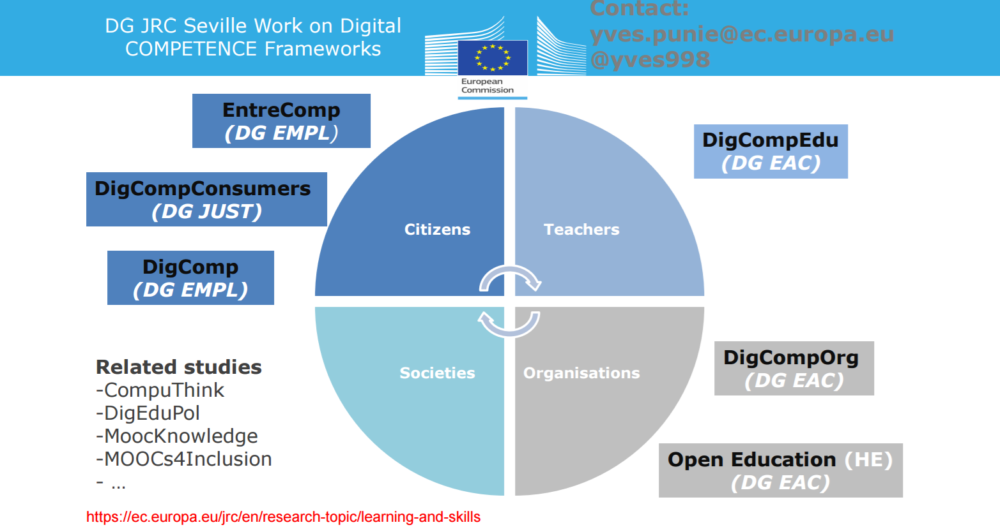 DG JRC Seville Work on Digital
COMPETENCE Frameworks
Contact:
yves.punie@ec.europa.eu
@yves998
European
Commission
EntreComp
(DG EMPL)
DigCompConsumers
(DG JUST)
DigComp
(DG EMPL)
Citizens
Teachers
Societies
Organisations
DigCompEdu
(DG EAC)
DigCompOrg
(DG EAC)
Open Education (HE)
(DG EAC)
Related studies
-CompuThink
-DigEduPol
-MoocKnowledge
-MOOCs4Inclusion
- ...
https://ec.europa.eu/jrc/en/research-topic/learning-and-skills